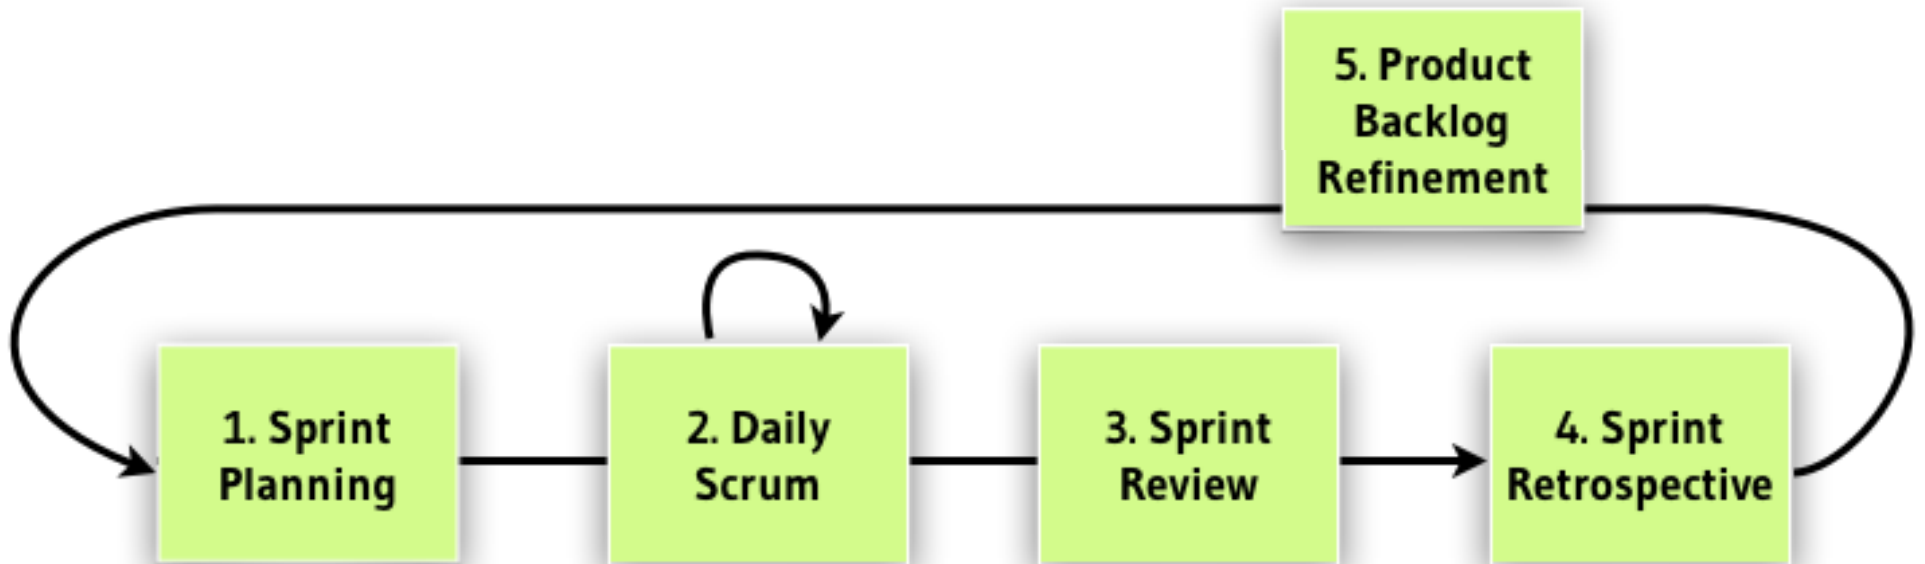 5. Product
Backlog
Refinement
1. Sprint
Planning
2. Daily
Scrum
3. Sprint
Review
4. Sprint
Retrospective